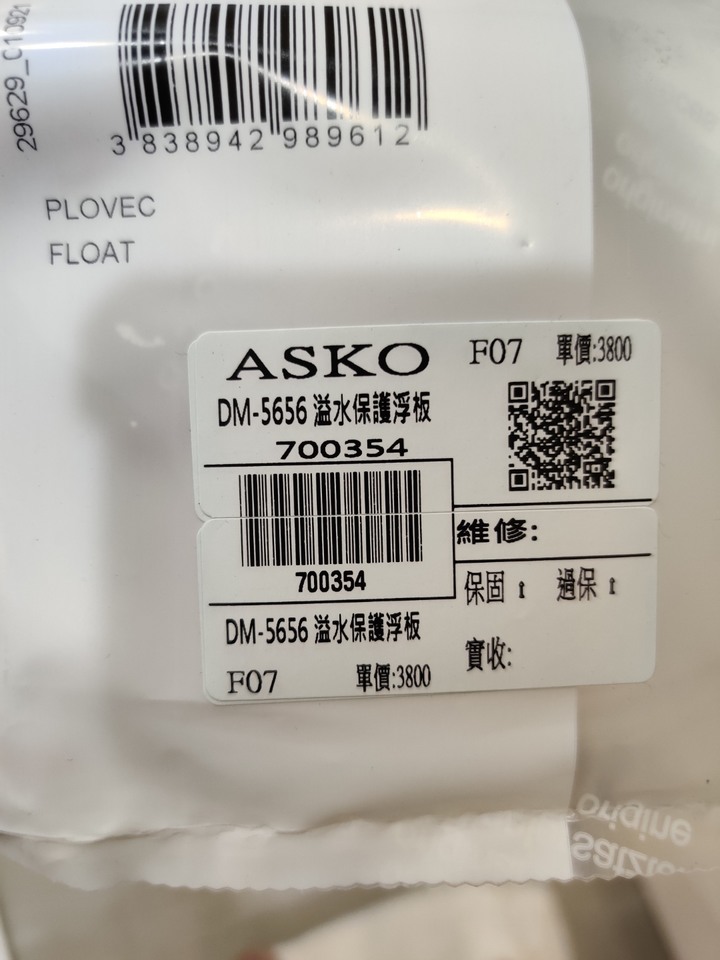 29629_C10921
3 838942 989612
PLOVEC
FLOAT
ASKO F07 單價:3800
DM-5656 溢水保護浮板
700354
700354
維修:
保固: 過保:
DM-5656 溢水保護浮板
實收:
F07 單價:3800
origine